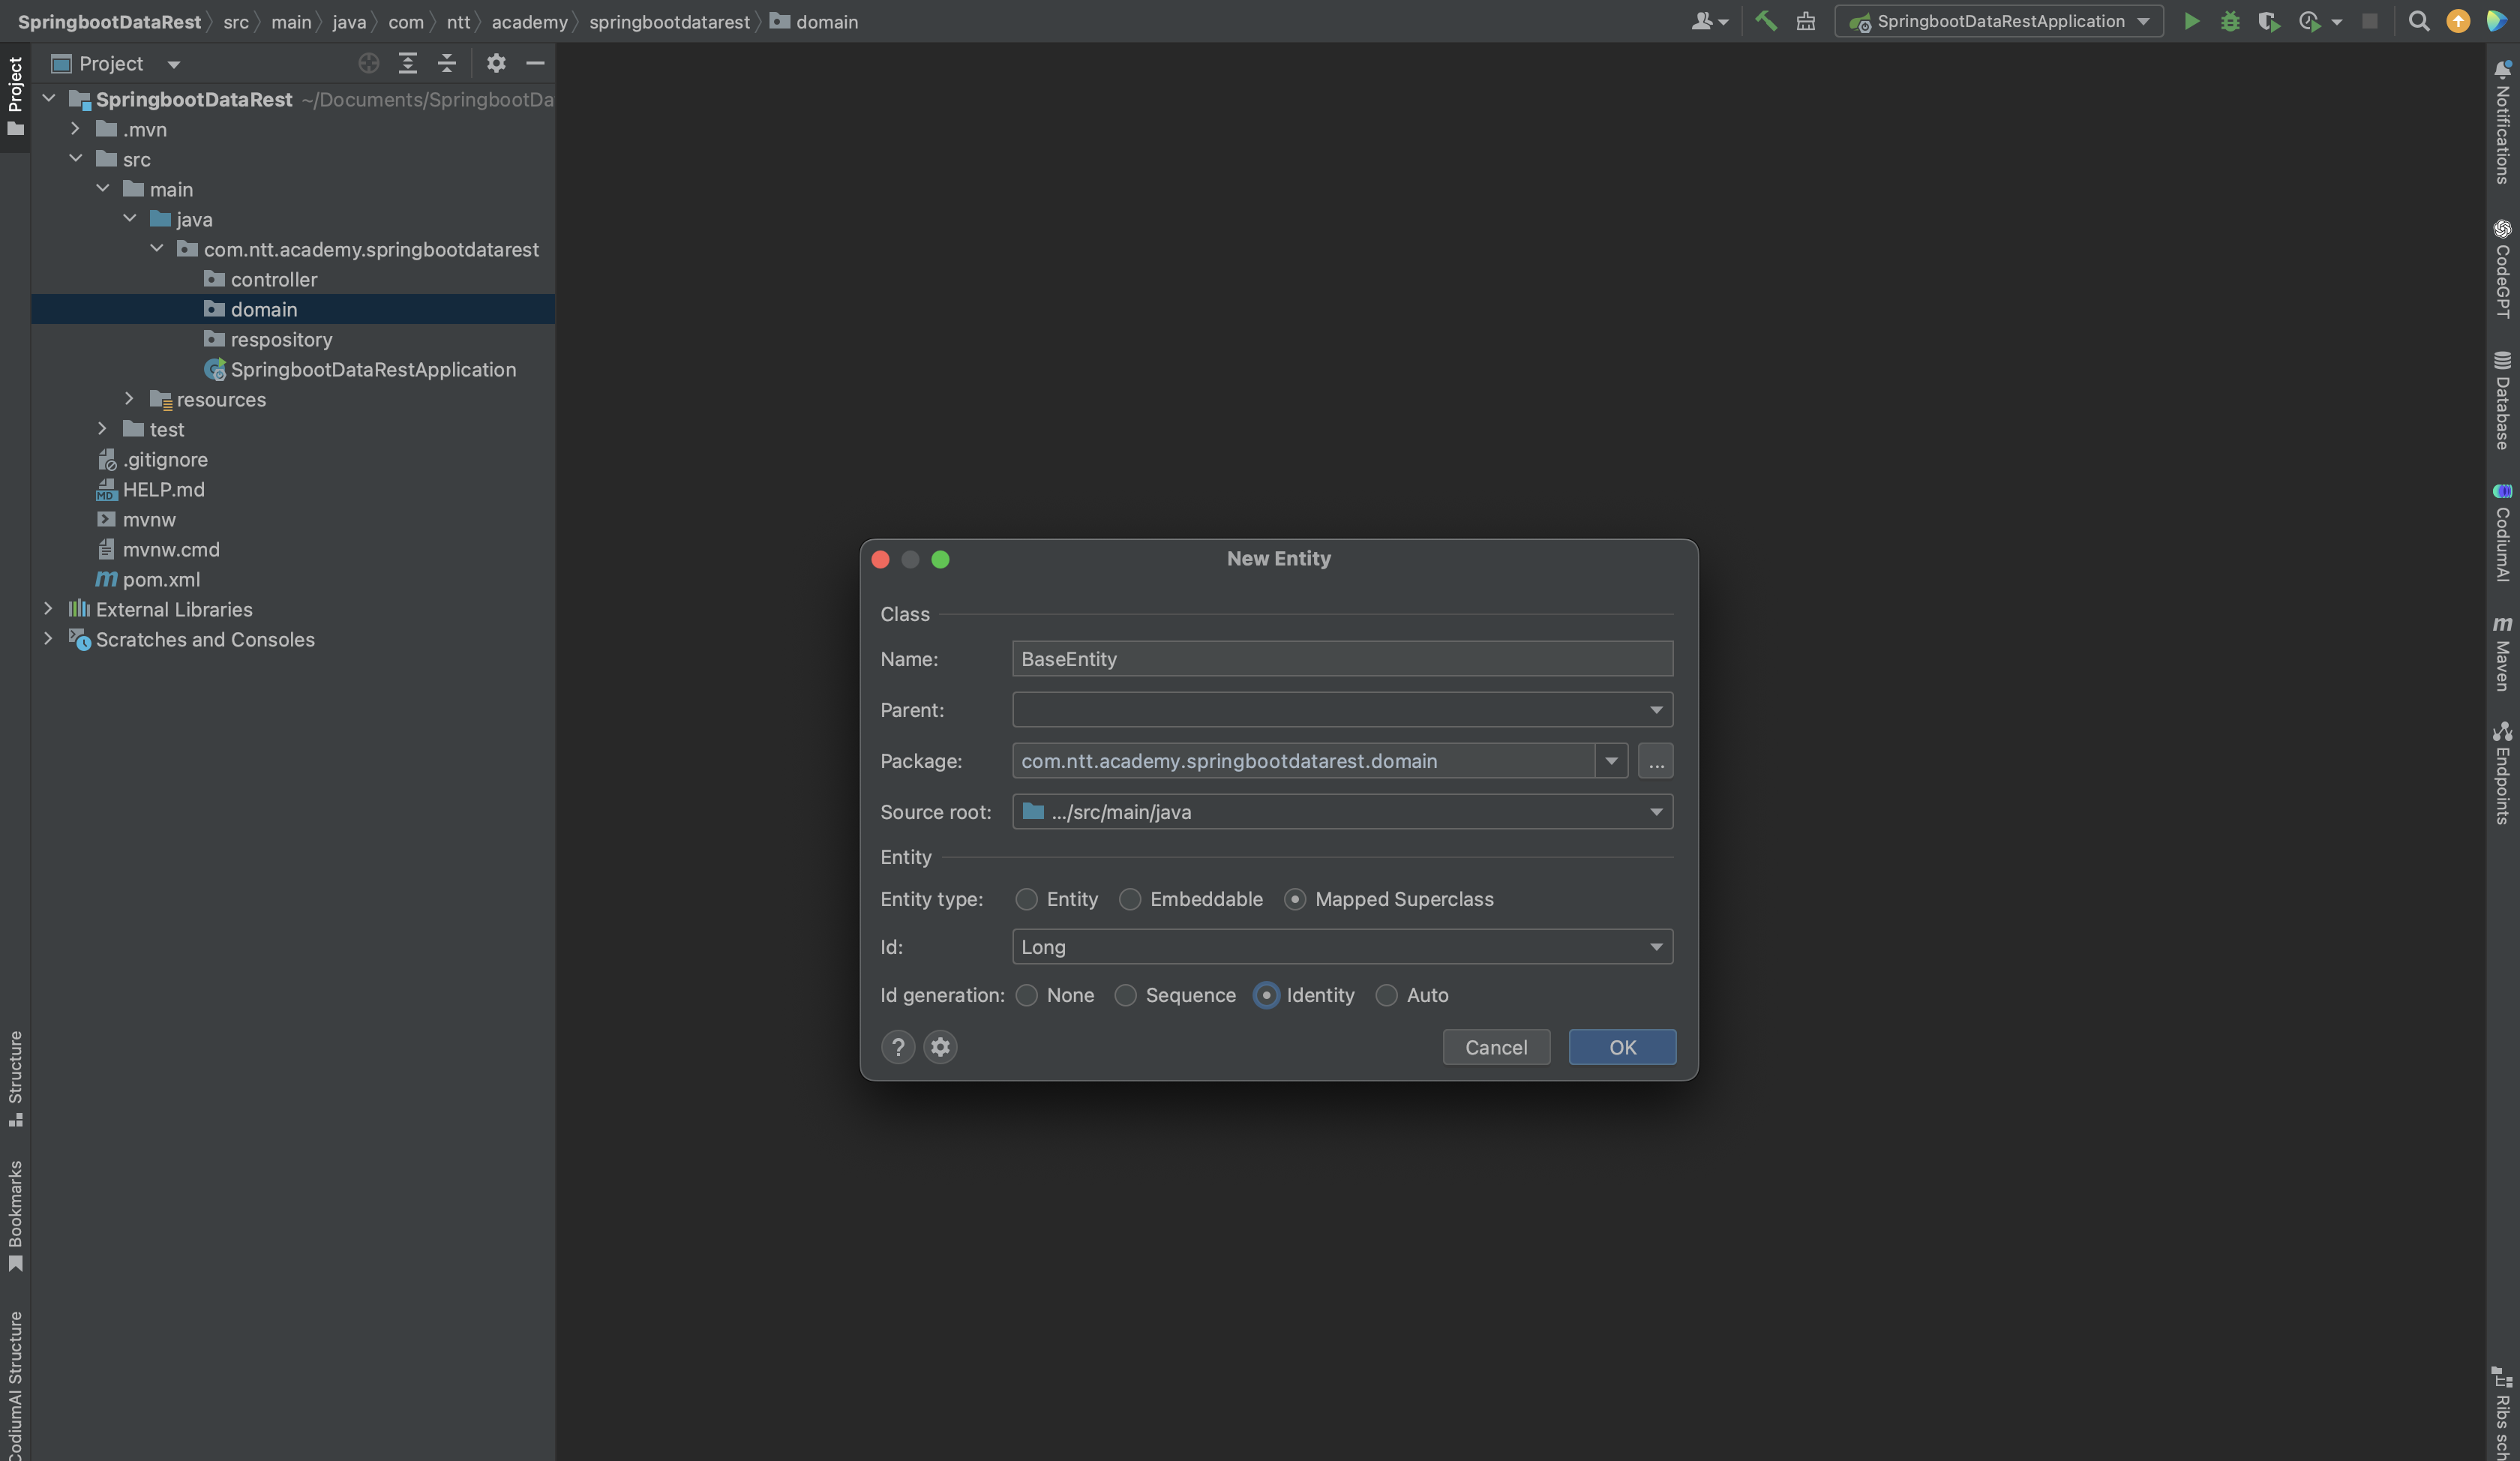 SpringbootDataRest src main java com ntt academy springbootdatarest domain
SpringbootDataRestApplication
Project
Project
SpringbootDataRest ~/Documents/SpringbootDa
.mvn
src
main
java
com.ntt.academy.springbootdatarest
controller
domain
respository
SpringbootDataRestApplication
resources
test
.gitignore
HELP.md
mvnw
mvnw.cmd
pom.xml
External Libraries
Scratches and Consoles
Structure
Bookmarks
CodiumAI Structure
New Entity
Class
Name: BaseEntity
Parent:
Package: com.ntt.academy.springbootdatarest.domain ...
Source root: .../src/main/java
Entity
Entity type: Entity Embeddable Mapped Superclass
Id: Long
Id generation: None Sequence Identity Auto
? Cancel OK
Notifications
CodeGPT
Database
CodiumAI
Maven
Endpoints
Ribs sch